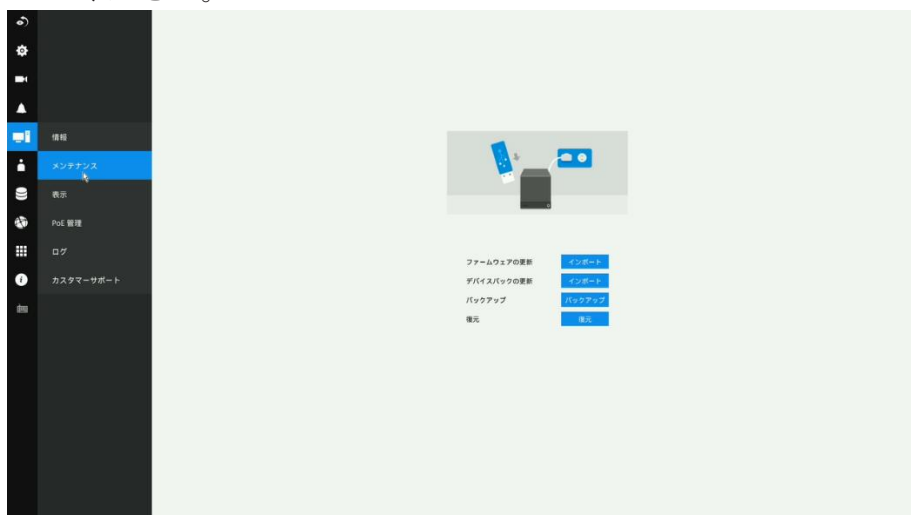 情報
メンテナンス
表示
PoE 管理
ログ
カスタマーサポート
ファームウェアの更新 インポート
デバイスパックの更新 インポート
バックアップ バックアップ
復元 復元